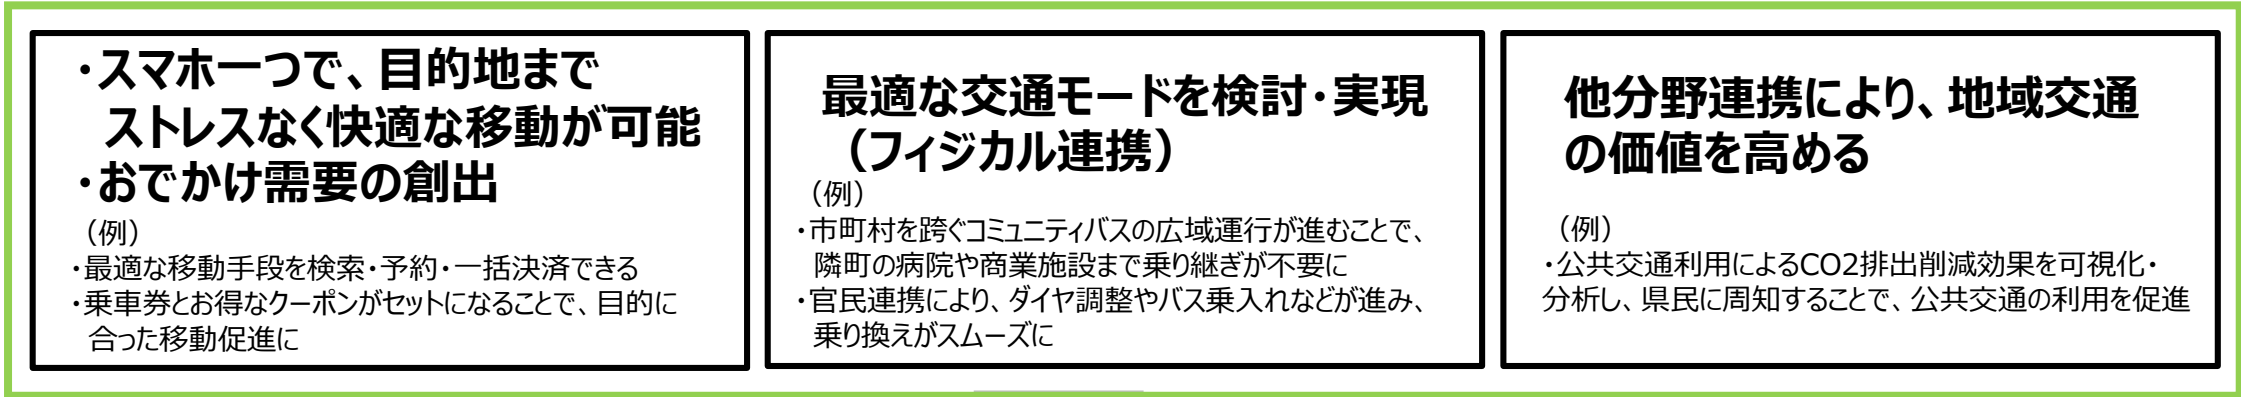 ・スマホ一つで、目的地まで
ストレスなく快適な移動が可能
・おでかけ需要の創出
（例）
・最適な移動手段を検索・予約・一括決済できる
・乗車券とお得なクーポンがセットになることで、目的に
合った移動促進に
最適な交通モードを検討・実現
（フィジカル連携）
（例）
・市町村を跨ぐコミュニティバスの広域運行が進むことで、
隣町の病院や商業施設まで乗り継ぎが不要に
・官民連携により、ダイヤ調整やバス乗入れなどが進み、
乗り換えがスムーズに
他分野連携により、地域交通
の価値を高める
（例）
・公共交通利用によるCO2排出削減効果を可視化・
分析し、県民に周知することで、公共交通の利用を促進